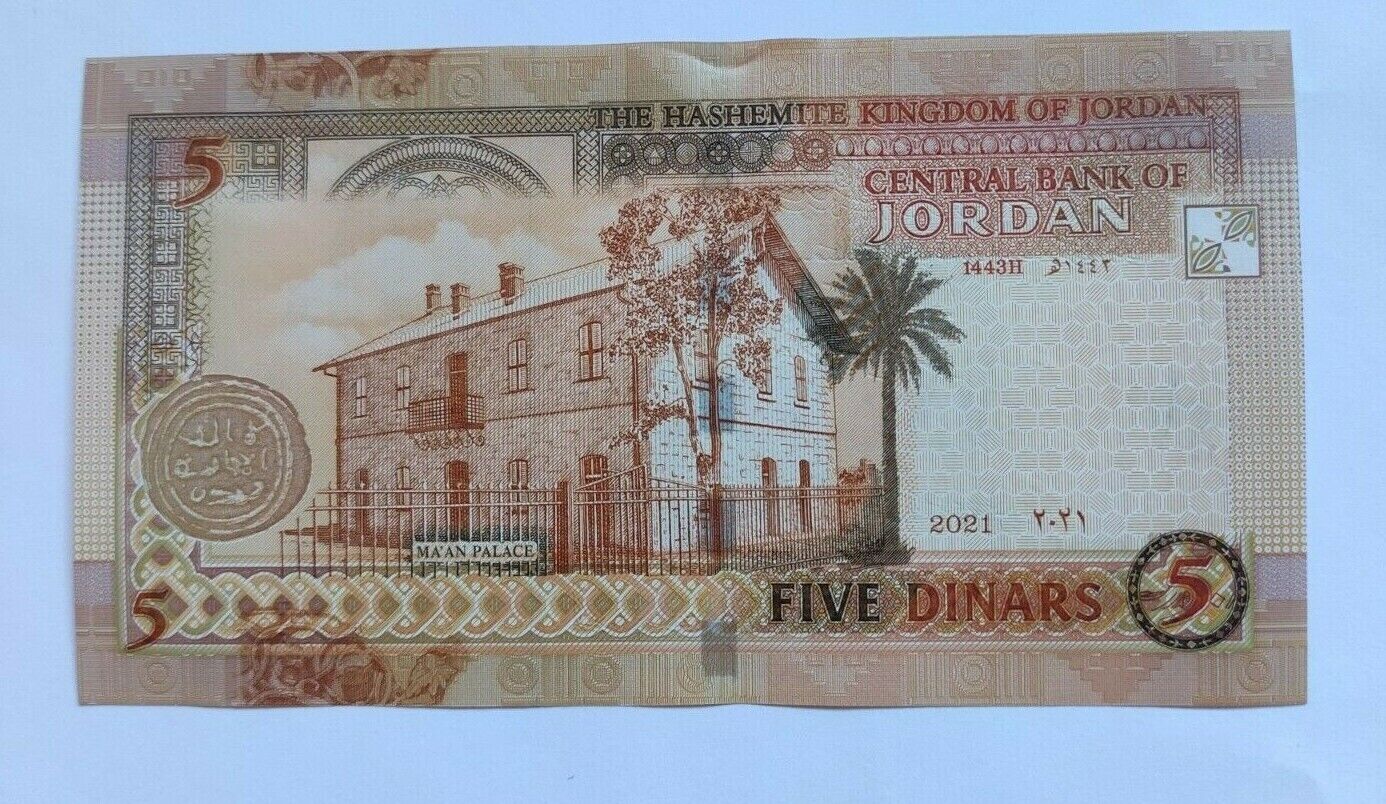 THE HASHEMITE KINGDOM OF JORDAN
5
CENTRAL BANK OF
JORDAN
1443H ١٤٤٣هـ
2021 ٢٠٢١
MA'AN PALACE
5 FIVE DINARS 5